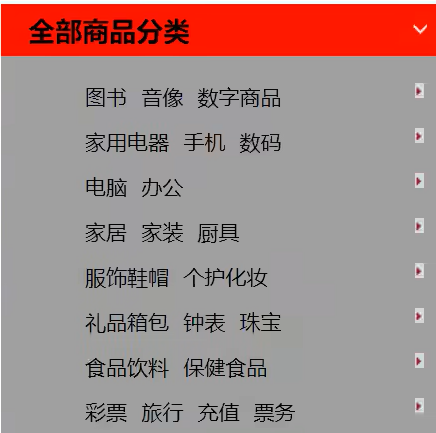 全部商品分类
图书 音像 数字商品
家用电器 手机 数码
电脑 办公
家居 家装 厨具
服饰鞋帽 个护化妆
礼品箱包 钟表 珠宝
食品饮料 保健食品
彩票 旅行 充值 票务